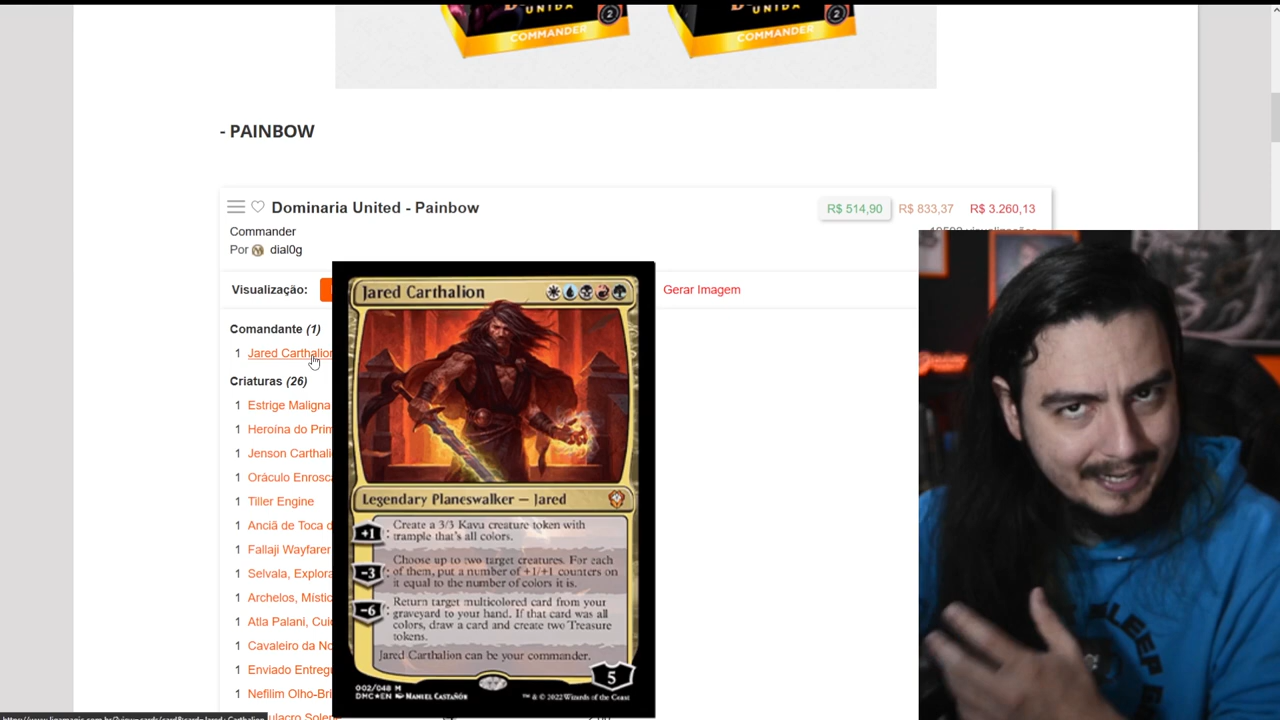 UNIDA
2
COMMANDER
UNIDA
2
COMMANDER
- PAINBOW
Dominaria United - Painbow
R$ 514,90
R$ 833,37
R$ 3.260,13
Commander
Por dial0g
Visualização:
Gerar Imagem
Comandante (1)
1 Jared Carthalion
Criaturas (26)
1 Estrige Maligna
1 Heroína do Prim
1 Jenson Carthali
1 Oráculo Enrosca
1 Tiller Engine
1 Anciã de Toca d
1 Fallaji Wayfarer
1 Selvala, Explora
1 Archelos, Místic
1 Atla Palani, Cuid
1 Cavaleiro da No
1 Enviado Entreg
1 Nefilim Olho-Bri
Jared Carthalion
Legendary Planeswalker — Jared
+1: Create a 3/3 Kavu creature token with
trample that's all colors.
−3: Choose up to two target creatures. For each
of them, put a number of +1/+1 counters on
it equal to the number of colors it is.
−6: Return target multicolored card from your
graveyard to your hand. If that card was all
colors, draw a card and create two Treasure
tokens.
Jared Carthalion can be your commander.
5
002/048 M
DMC EN MANUEL CASTAÑÓN
™ & © 2022 Wizards of the Coast
SLEEP